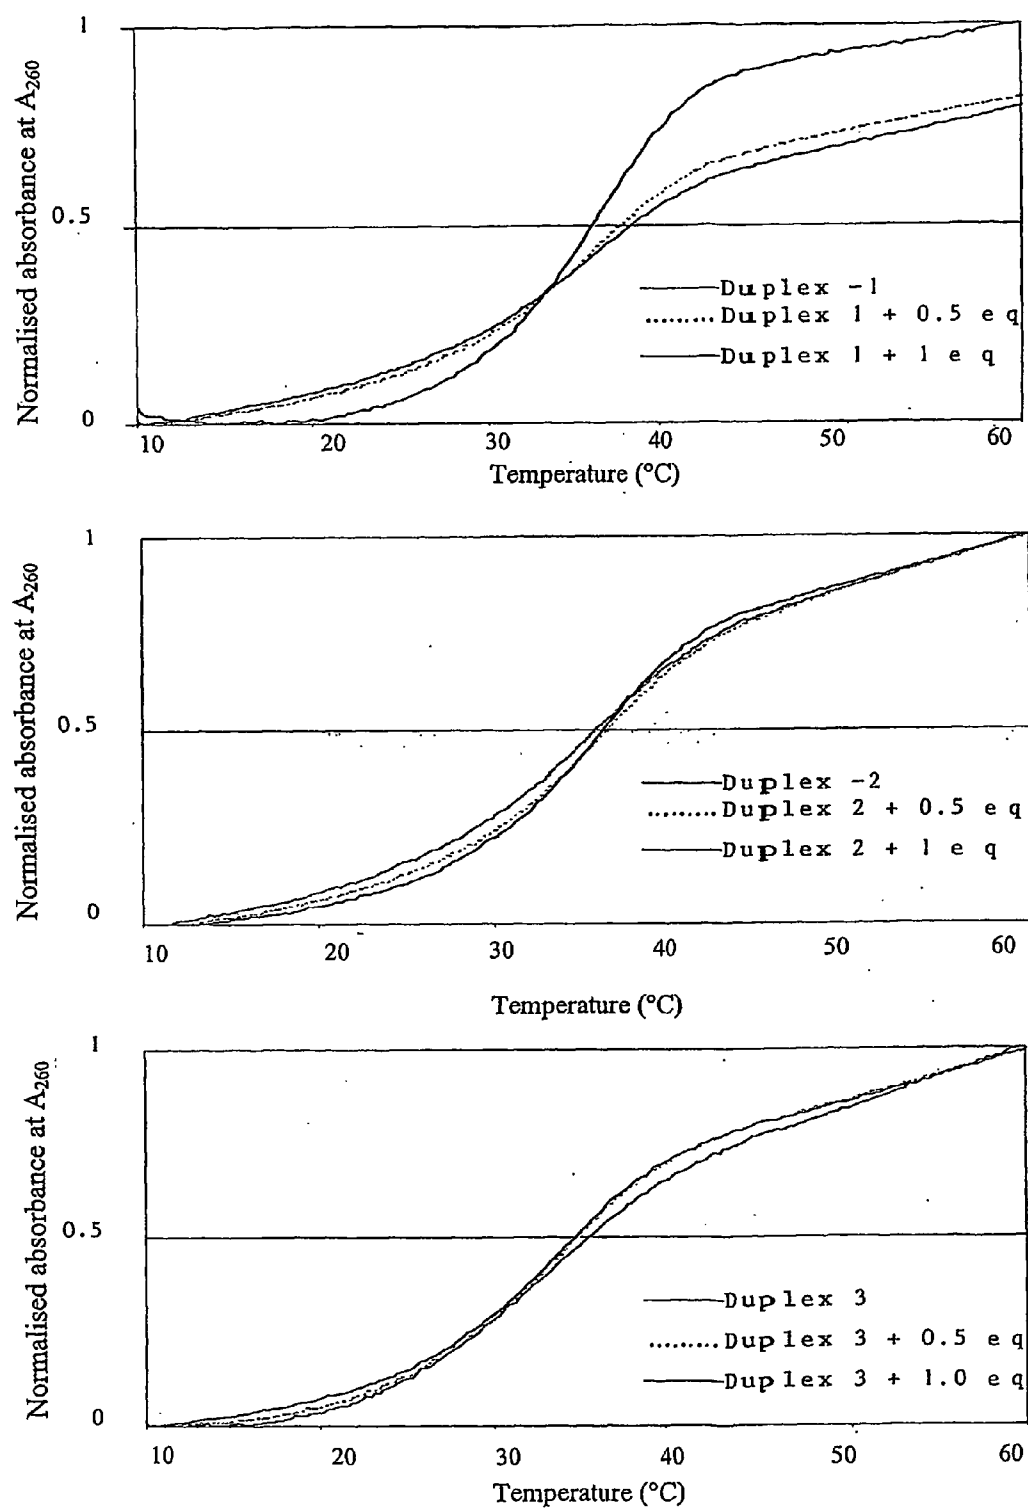 1
Normalised absorbance at A260
0.5
Duplex -1
Duplex 1 + 0.5 eq
Duplex 1 + 1 eq
0
10 20 30 40 50 60
Temperature (°C)
1
Normalised absorbance at A260
0.5
Duplex -2
Duplex 2 + 0.5 eq
Duplex 2 + 1 eq
0
10 20 30 40 50 60
Temperature (°C)
1
Normalised absorbance at A260
0.5
Duplex 3
Duplex 3 + 0.5 eq
Duplex 3 + 1.0 eq
0
10 20 30 40 50 60
Temperature (°C)